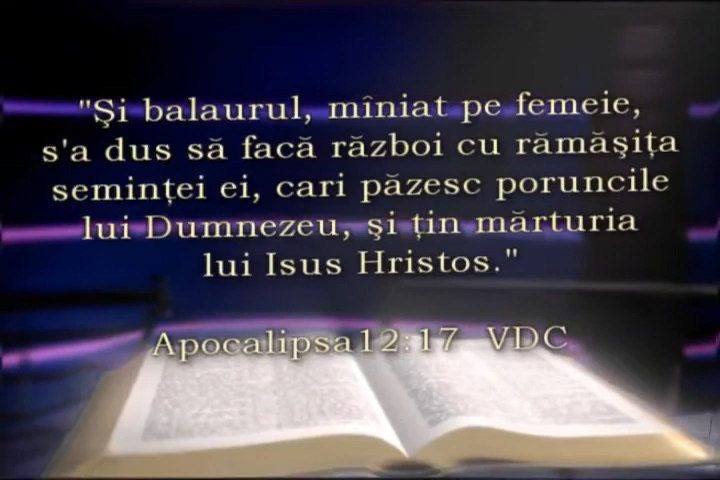 "Şi balaurul, mîniat pe femeie,
s'a dus să facă război cu rămăşiţa
seminţei ei, cari păzesc poruncile
lui Dumnezeu, şi ţin mărturia
lui Isus Hristos."
Apocalipsa12:17 VDC